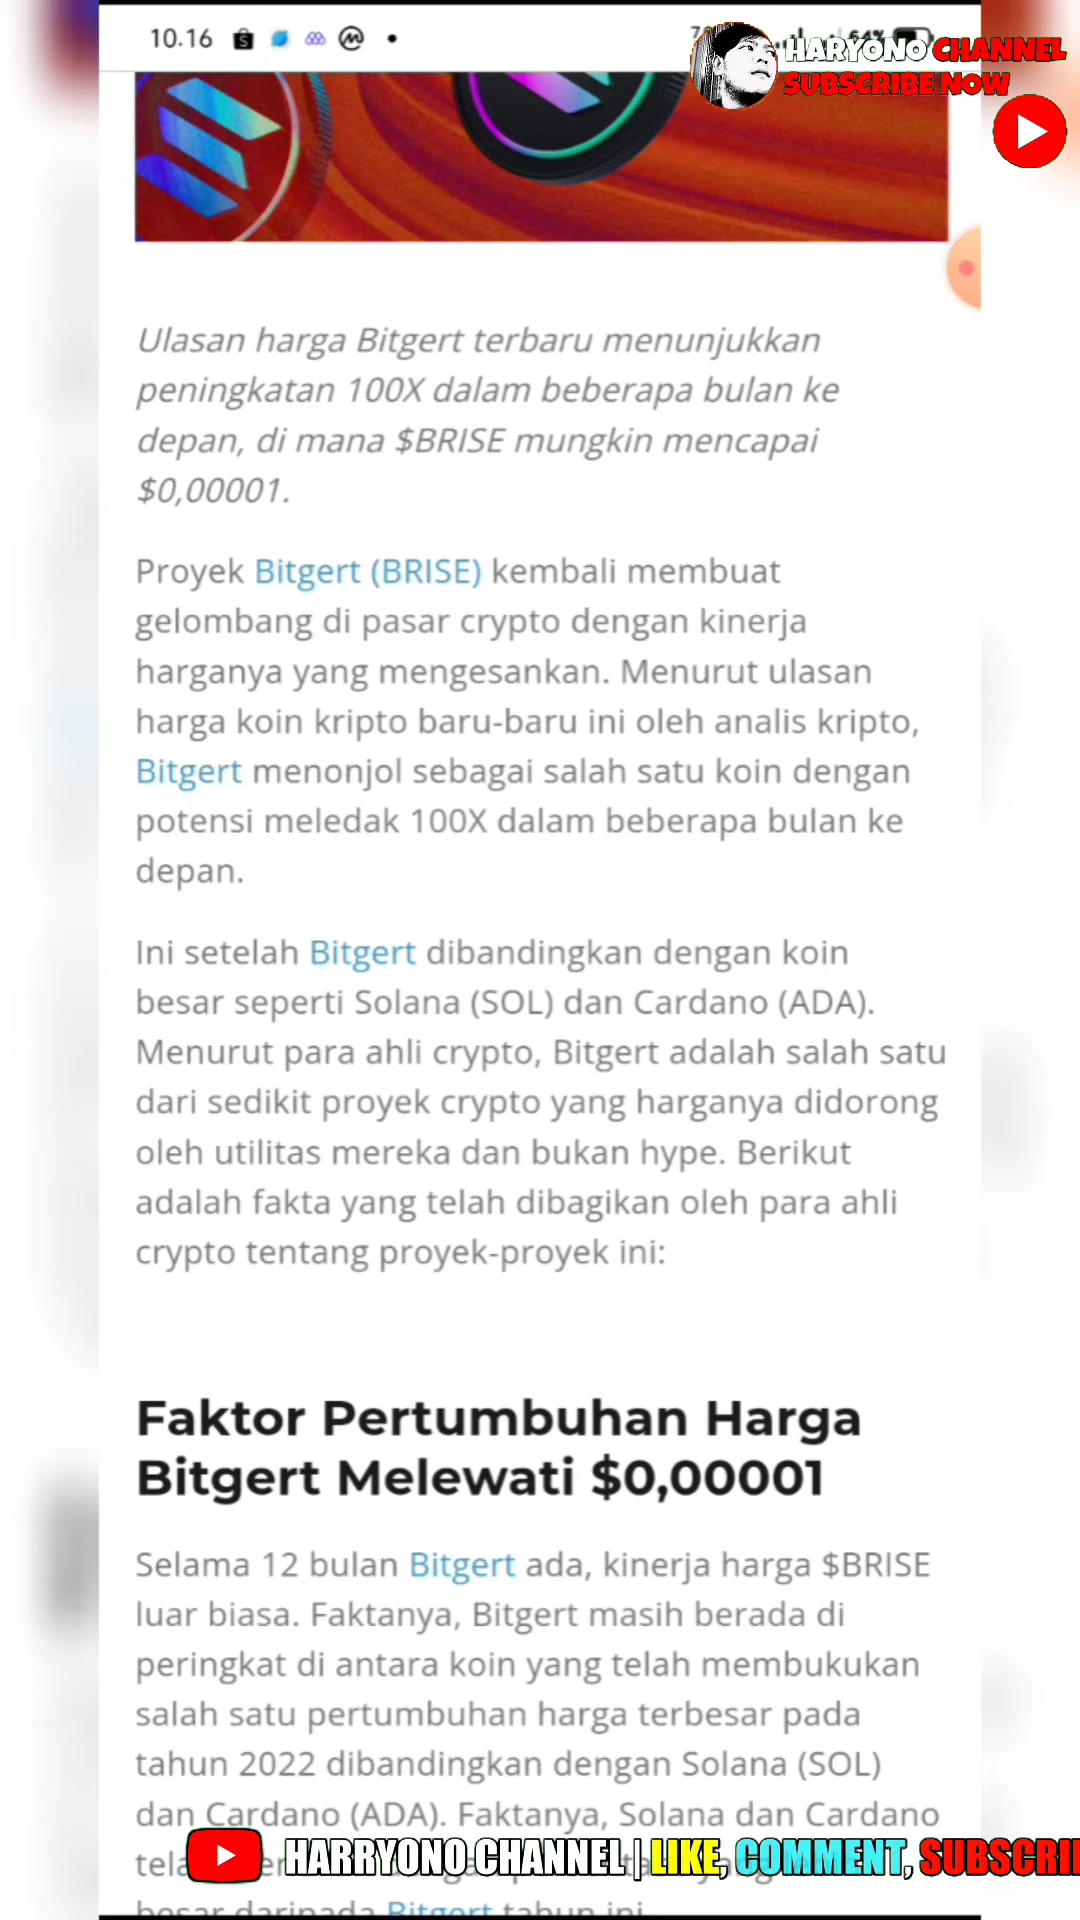 10.16
64%
HARYONO CHANNEL
SUBSCRIBE NOW
Ulasan harga Bitgert terbaru menunjukkan
peningkatan 100X dalam beberapa bulan ke
depan, di mana $BRISE mungkin mencapai
$0,00001.
Proyek Bitgert (BRISE) kembali membuat
gelombang di pasar crypto dengan kinerja
harganya yang mengesankan. Menurut ulasan
harga koin kripto baru-baru ini oleh analis kripto,
Bitgert menonjol sebagai salah satu koin dengan
potensi meledak 100X dalam beberapa bulan ke
depan.
Ini setelah Bitgert dibandingkan dengan koin
besar seperti Solana (SOL) dan Cardano (ADA).
Menurut para ahli crypto, Bitgert adalah salah satu
dari sedikit proyek crypto yang harganya didorong
oleh utilitas mereka dan bukan hype. Berikut
adalah fakta yang telah dibagikan oleh para ahli
crypto tentang proyek-proyek ini:
Faktor Pertumbuhan Harga
Bitgert Melewati $0,00001
Selama 12 bulan Bitgert ada, kinerja harga $BRISE
luar biasa. Faktanya, Bitgert masih berada di
peringkat di antara koin yang telah membukukan
salah satu pertumbuhan harga terbesar pada
tahun 2022 dibandingkan dengan Solana (SOL)
dan Cardano (ADA). Faktanya, Solana dan Cardano
HARRYONO CHANNEL | LIKE, COMMENT, SUBSCRI
besar daripada Bitgert tahun ini